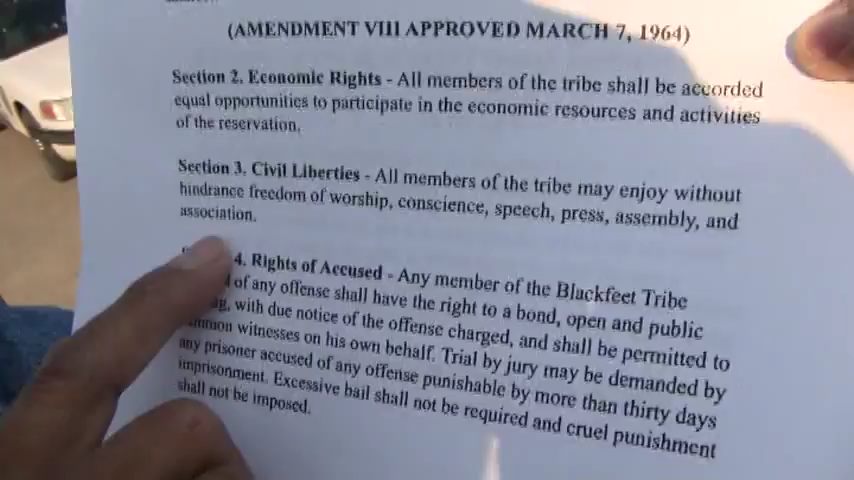 (AMENDMENT VIII APPROVED MARCH 7, 1964)
Section 2. Economic Rights - All members of the tribe shall be accorded
equal opportunities to participate in the economic resources and activities
of the reservation.
Section 3. Civil Liberties - All members of the tribe may enjoy without
hindrance freedom of worship, conscience, speech, press, assembly, and
association.
4. Rights of Accused - Any member of the Blackfeet Tribe
of any offense shall have the right to a bond, open and public
with due notice of the offense charged, and shall be permitted to
witnesses on his own behalf. Trial by jury may be demanded by
any prisoner accused of any offense punishable by more than thirty days
imprisonment. Excessive bail shall not be required and cruel punishment
shall not be imposed.